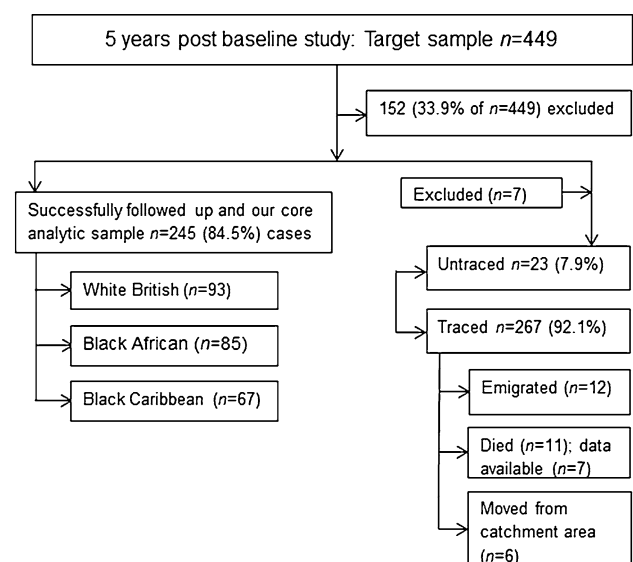 5 years post baseline study: Target sample n=449
152 (33.9% of n=449) excluded
Successfully followed up and our core
analytic sample n=245 (84.5%) cases
White British (n=93)
Black African (n=85)
Black Caribbean (n=67)
Excluded (n=7)
Untraced n=23 (7.9%)
Traced n=267 (92.1%)
Emigrated (n=12)
Died (n=11); data
available (n=7)
Moved from
catchment area
(n=6)